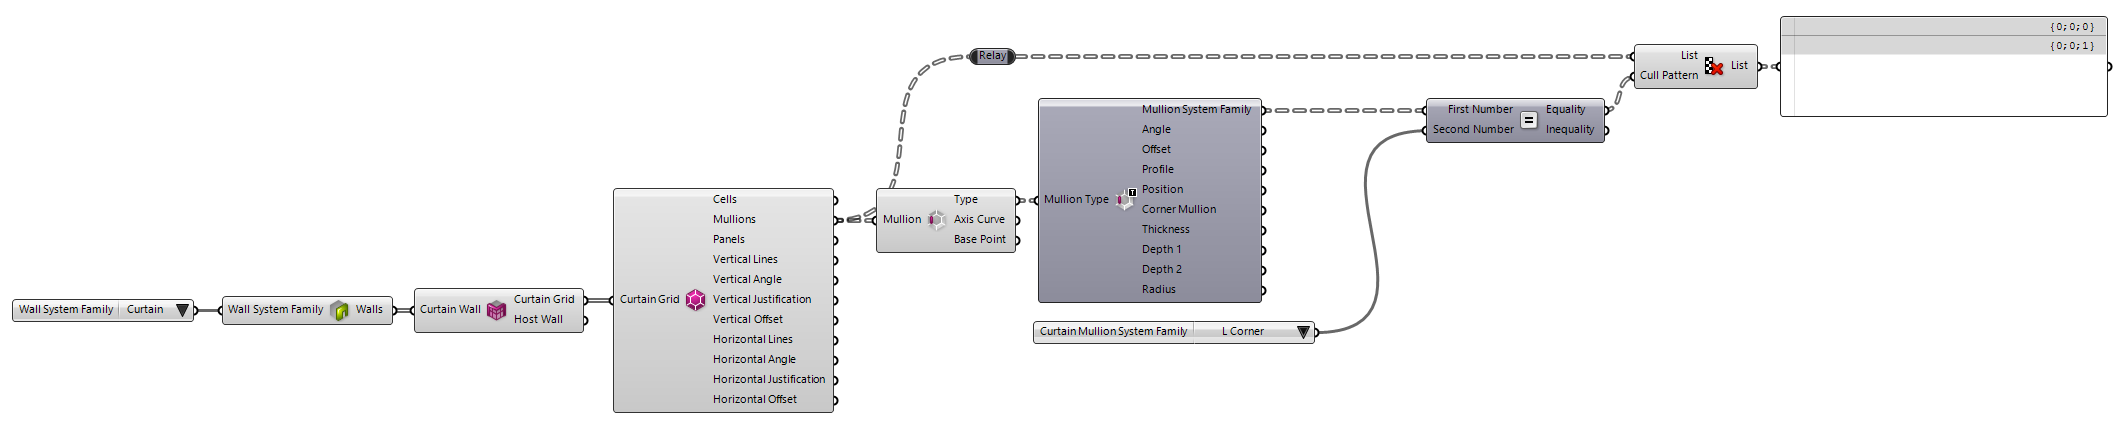 Wall System Family Curtain
Wall System Family Walls
Curtain Wall Curtain Grid
Host Wall
Curtain Grid
Cells
Mullions
Panels
Vertical Lines
Vertical Angle
Vertical Justification
Vertical Offset
Horizontal Lines
Horizontal Angle
Horizontal Justification
Horizontal Offset
Relay
Mullion
Type
Axis Curve
Base Point
Mullion Type
Mullion System Family
Angle
Offset
Profile
Position
Corner Mullion
Thickness
Depth 1
Depth 2
Radius
Curtain Mullion System Family L Corner
First Number Equality
Second Number Inequality
=
List
Cull Pattern
List
{0;0;0}
{0;0;1}